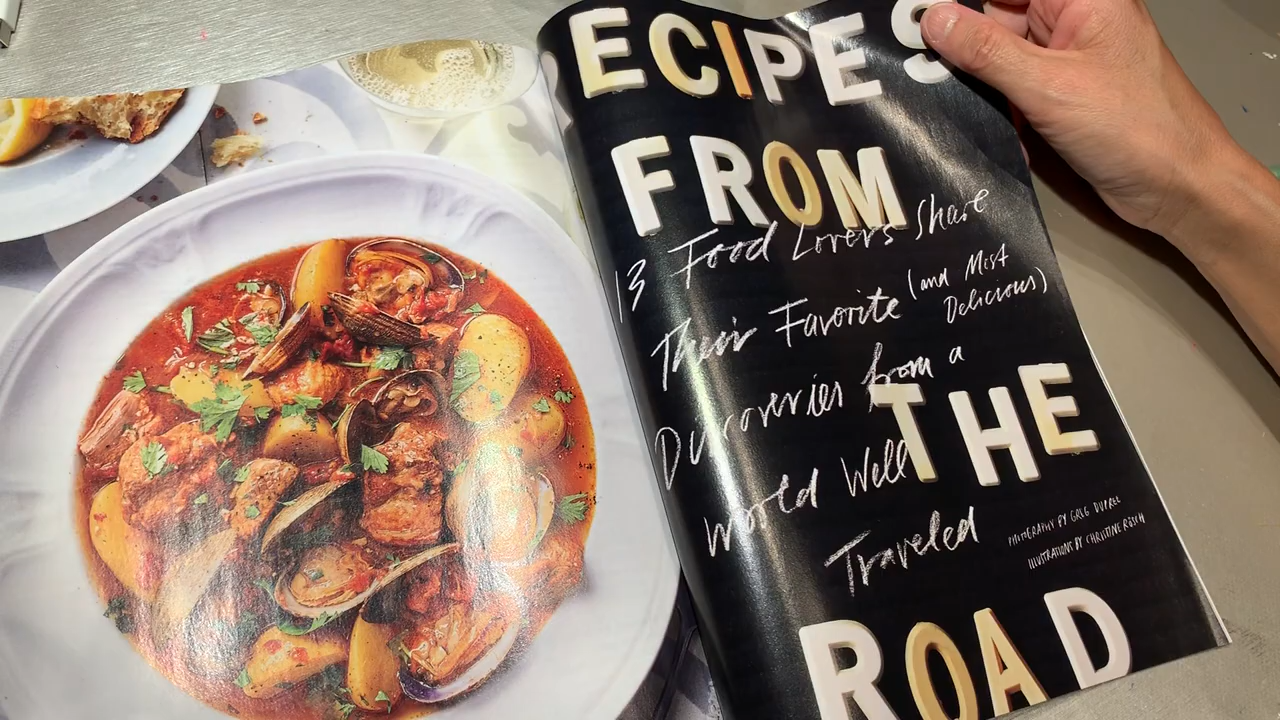 ECIPES
FROM
13 Food Lovers Share
Their Favorite (and Most
Delicious)
Discoveries from a
World Well
THE
Traveled
PHOTOGRAPHY BY GREG DUPREE
ILLUSTRATIONS BY CHRISTINE RÖSCH
ROAD